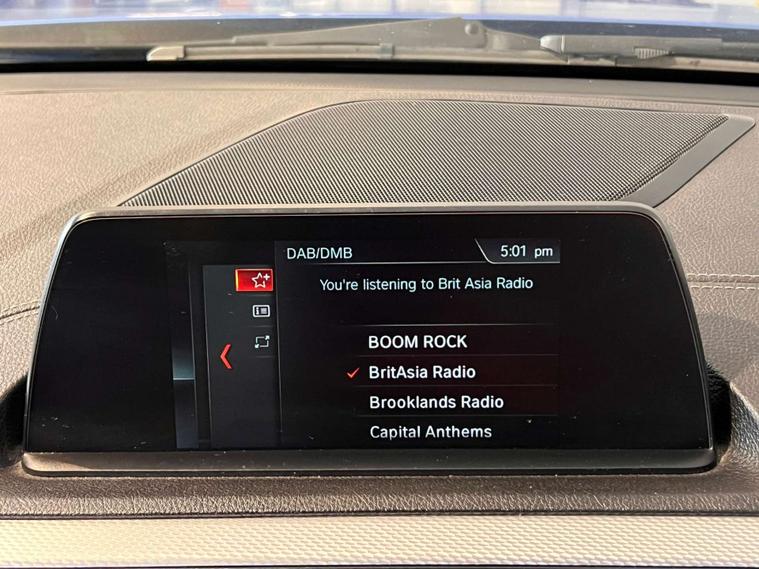 DAB/DMB
5:01 pm
You're listening to Brit Asia Radio
BOOM ROCK
BritAsia Radio
Brooklands Radio
Capital Anthems